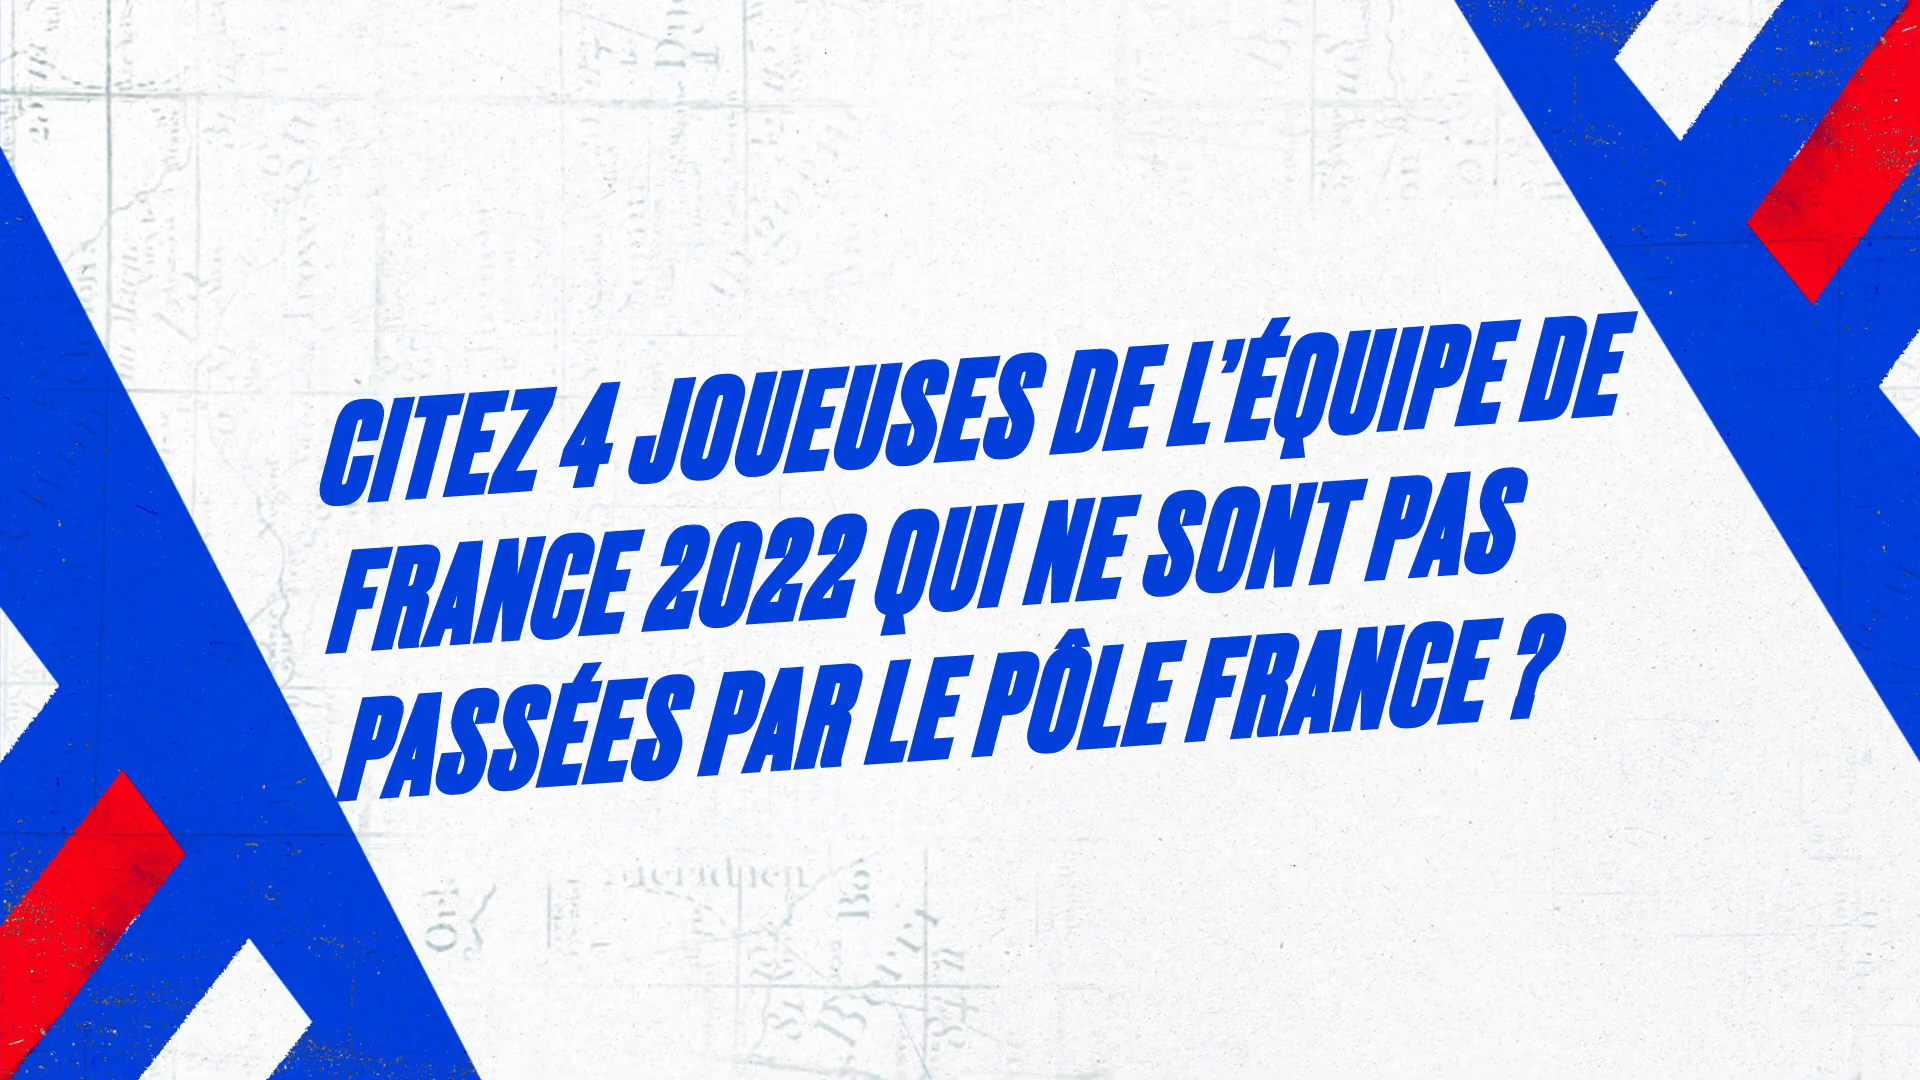 CITEZ 4 JOUEUSES DE L’ÉQUIPE DE
FRANCE 2022 QUI NE SONT PAS
PASSÉES PAR LE PÔLE FRANCE ?